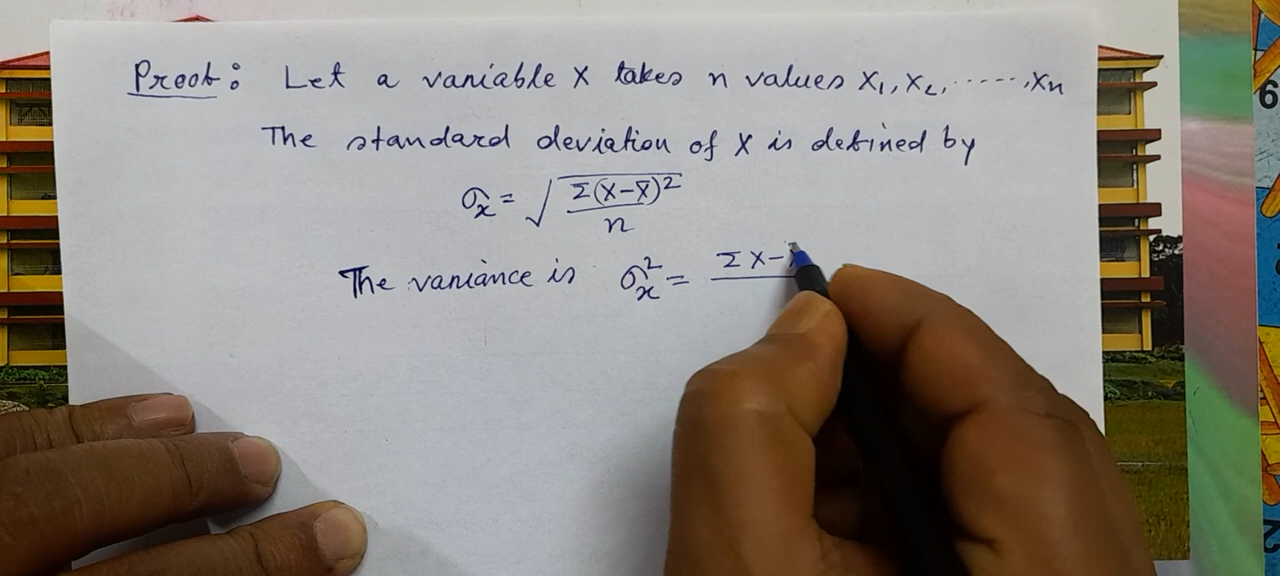 Proof: Let a variable X takes n values X₁, X₂, ......, Xn
The standard deviation of X is defined by
σₓ = √(Σ(X-X̄)²/n)
The variance is σₓ² = ΣX-
6